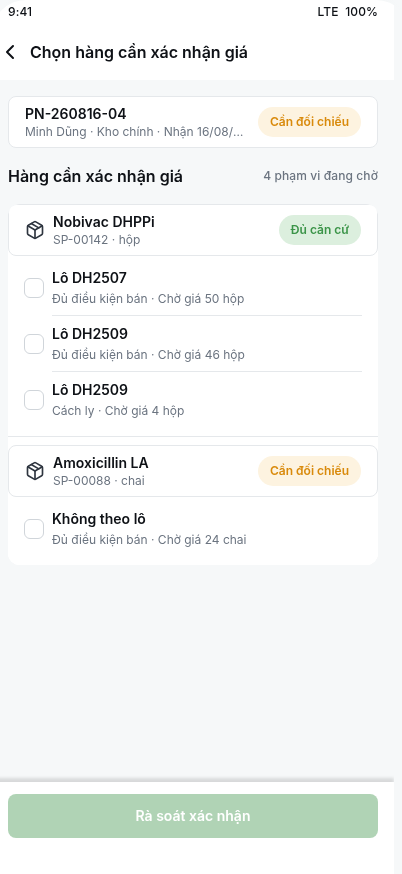 9:41
LTE 100%
Chọn hàng cần xác nhận giá
PN-260816-04
Minh Dũng · Kho chính · Nhận 16/08/...
Cần đối chiếu
Hàng cần xác nhận giá
4 phạm vi đang chờ
Nobivac DHPPi
SP-00142 · hộp
Đủ căn cứ
Lô DH2507
Đủ điều kiện bán · Chờ giá 50 hộp
Lô DH2509
Đủ điều kiện bán · Chờ giá 46 hộp
Lô DH2509
Cách ly · Chờ giá 4 hộp
Amoxicillin LA
SP-00088 · chai
Cần đối chiếu
Không theo lô
Đủ điều kiện bán · Chờ giá 24 chai
Rà soát xác nhận